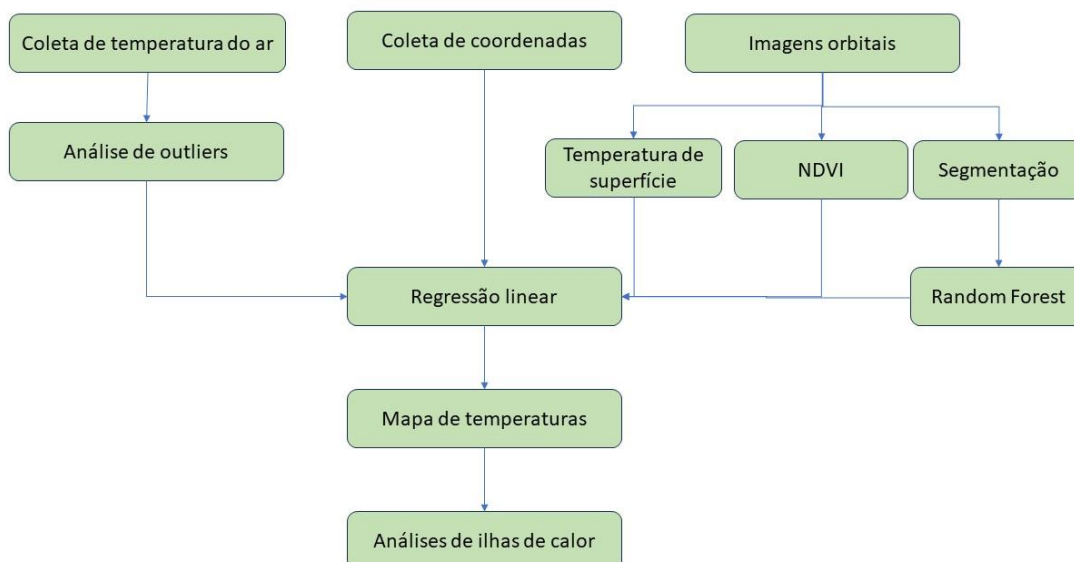 Coleta de temperatura do ar
Coleta de coordenadas
Imagens orbitais
Análise de outliers
Temperatura de
superfície
NDVI
Segmentação
Regressão linear
Random Forest
Mapa de temperaturas
Análises de ilhas de calor